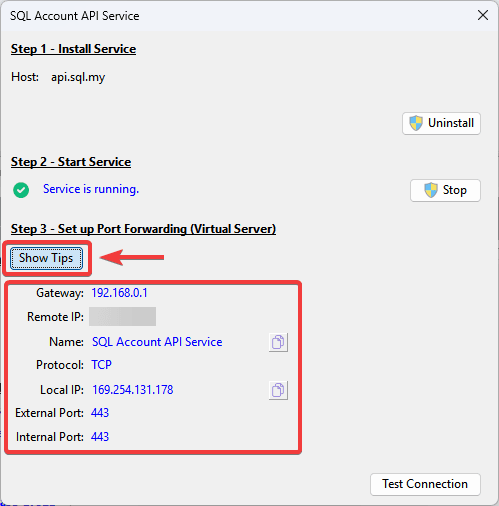 SQL Account API Service
Step 1 - Install Service
Host: api.sql.my
Uninstall
Step 2 - Start Service
Service is running.
Stop
Step 3 - Set up Port Forwarding (Virtual Server)
Show Tips
Gateway: 192.168.0.1
Remote IP:
Name: SQL Account API Service
Protocol: TCP
Local IP: 169.254.131.178
External Port: 443
Internal Port: 443
Test Connection